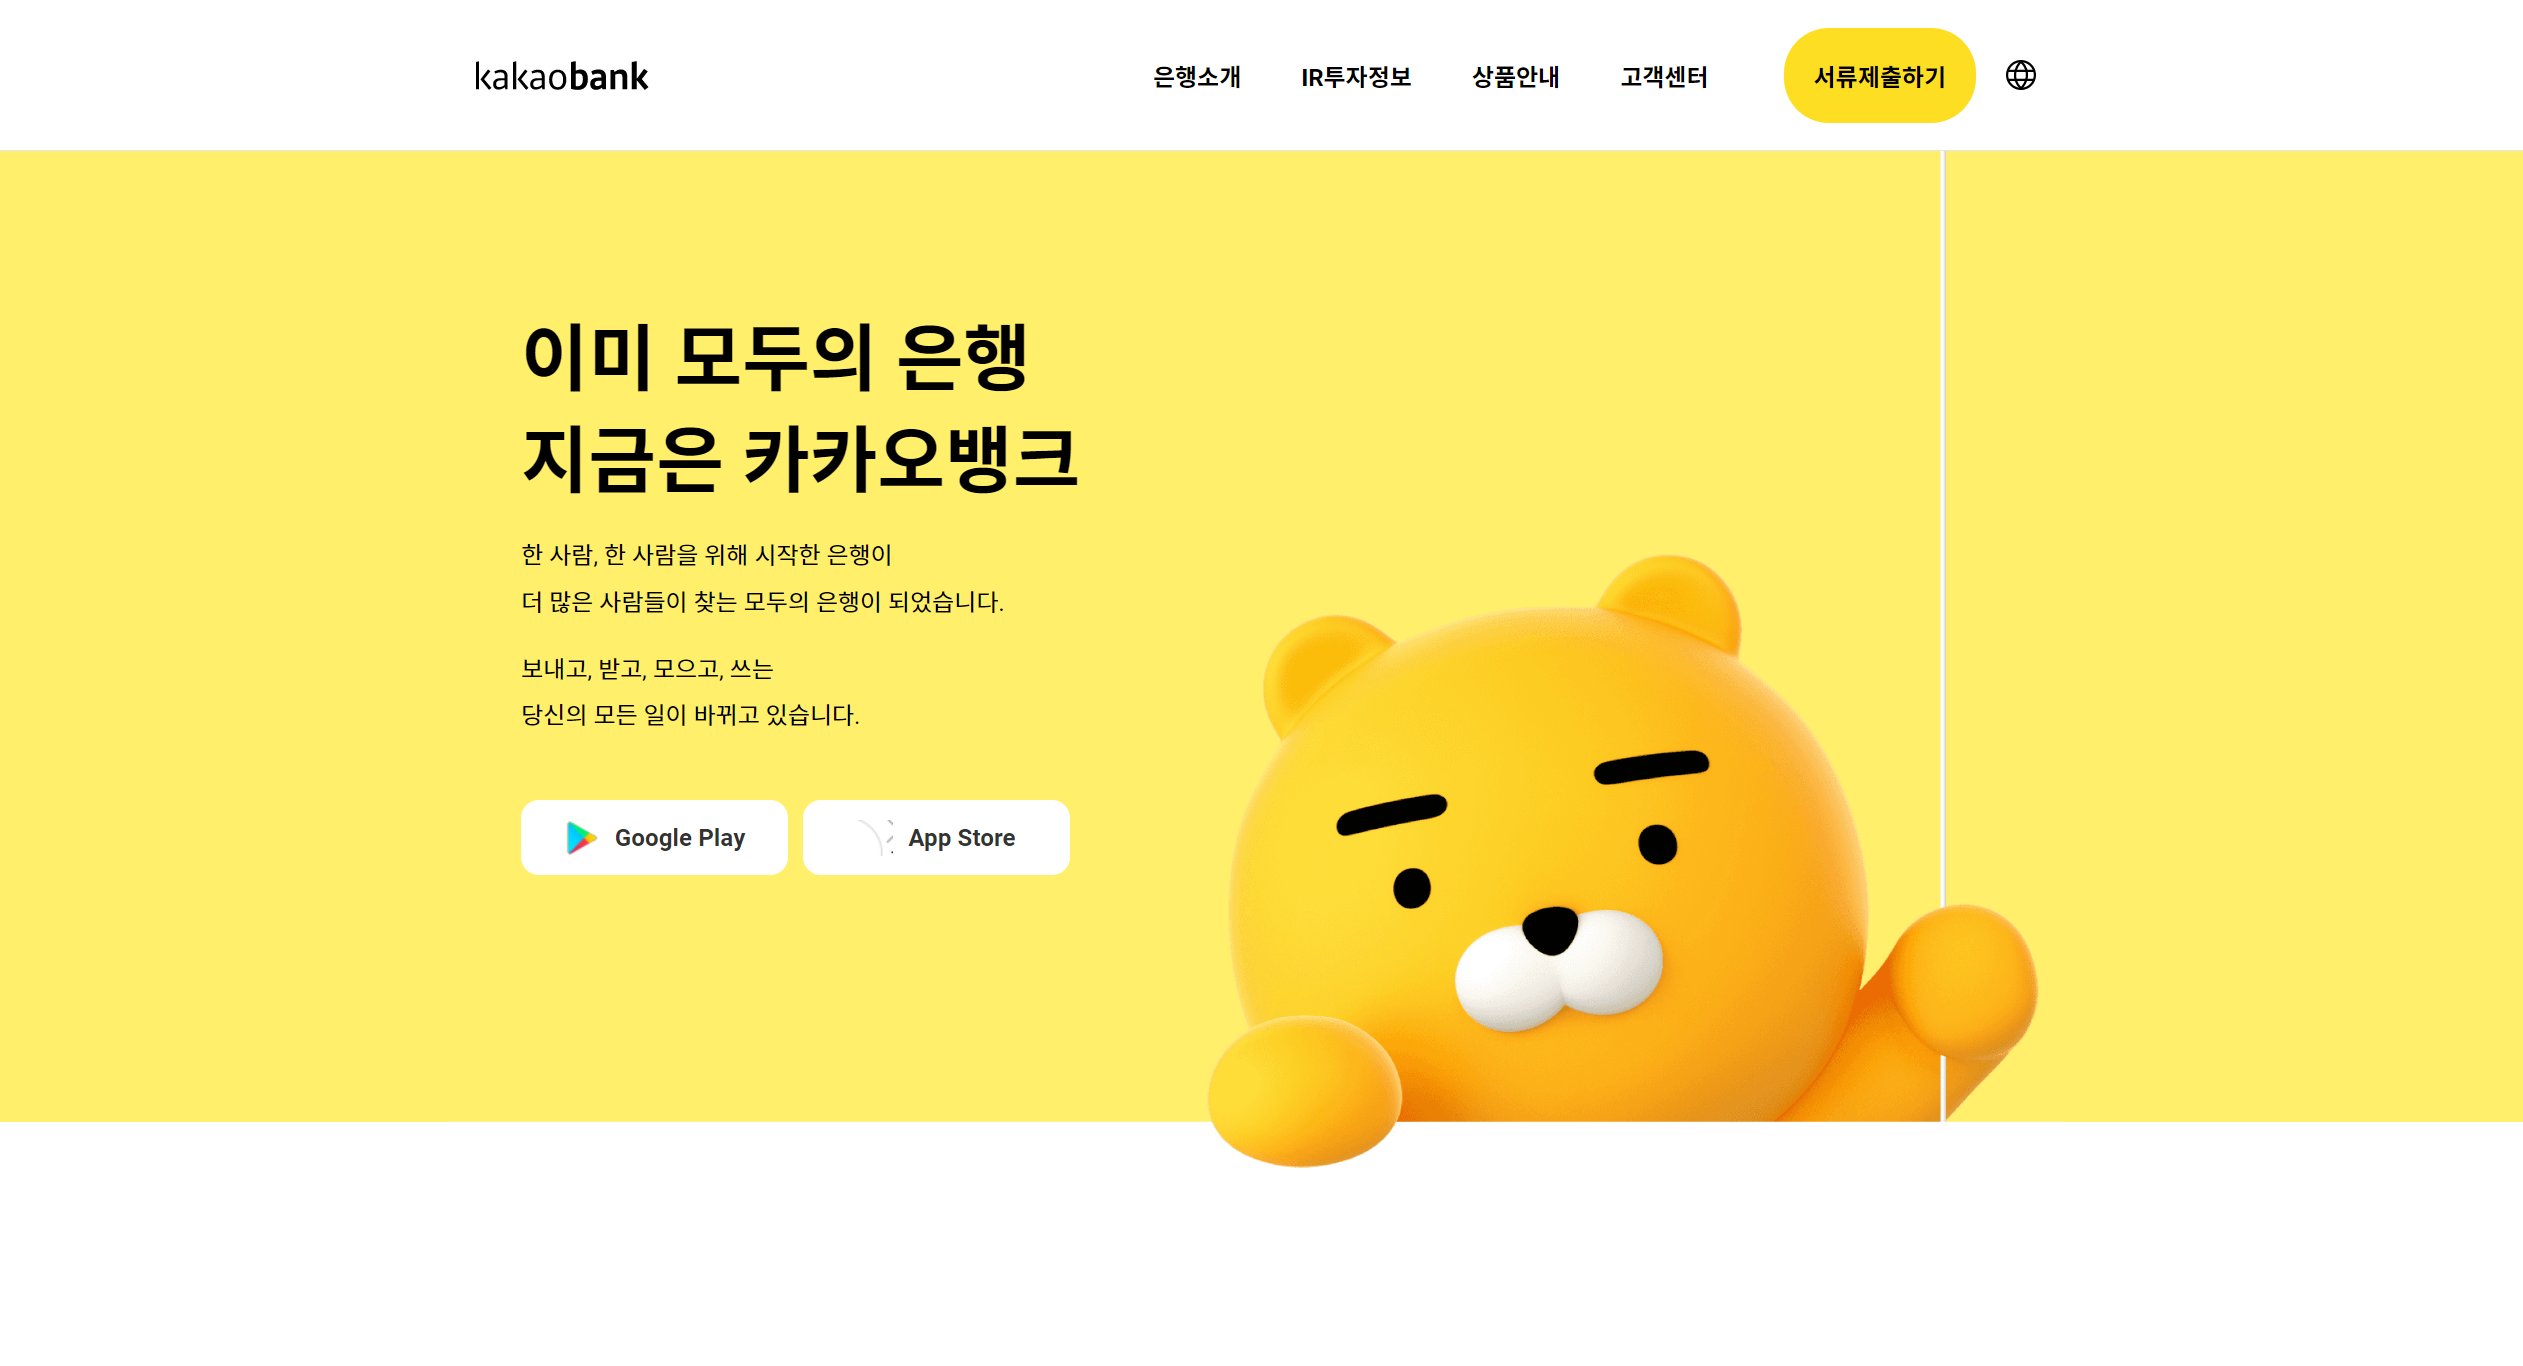 kakaobank
은행소개
IR투자정보
상품안내
고객센터
서류제출하기
이미 모두의 은행
지금은 카카오뱅크
한 사람, 한 사람을 위해 시작한 은행이
더 많은 사람들이 찾는 모두의 은행이 되었습니다.
보내고, 받고, 모으고, 쓰는
당신의 모든 일이 바뀌고 있습니다.
Google Play
App Store